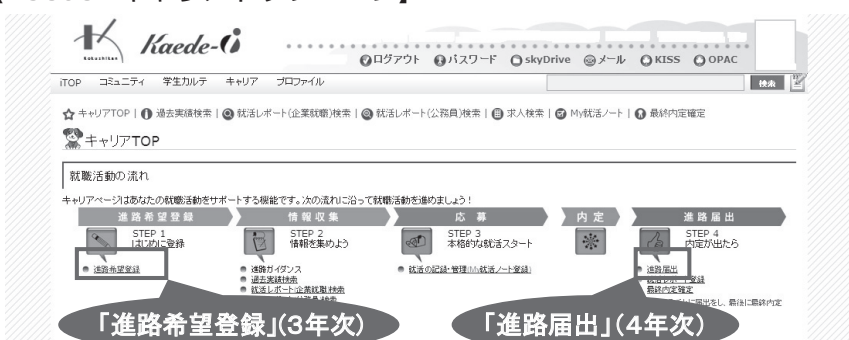 Kokushikan
Kaede-i
ログアウト パスワード skyDrive メール KISS OPAC
iTOP コミュニティ 学生カルテ キャリア プロファイル
検索
キャリアTOP | 過去実績検索 | 就活レポート(企業就職)検索 | 就活レポート(公務員)検索 | 求人検索 | My就活ノート | 最終内定確定
キャリアTOP
就職活動の流れ
キャリアページはあなたの就職活動をサポートする機能です。次の流れに沿って就職活動を進めましょう!
進路希望登録 情報収集 応募 内定 進路届出
STEP 1 STEP 2 STEP 3 STEP 4
はじめに登録 情報を集めよう 本格的な就活スタート 内定が出たら
進路希望登録 進路ガイダンス 就活の記録・管理(My就活ノート登録) 進路届出
過去実績検索
就活レポート(企業就職)検索 最終内定確定
届出をし、最後に最終内定
「進路希望登録」(3年次) 「進路届出」(4年次)